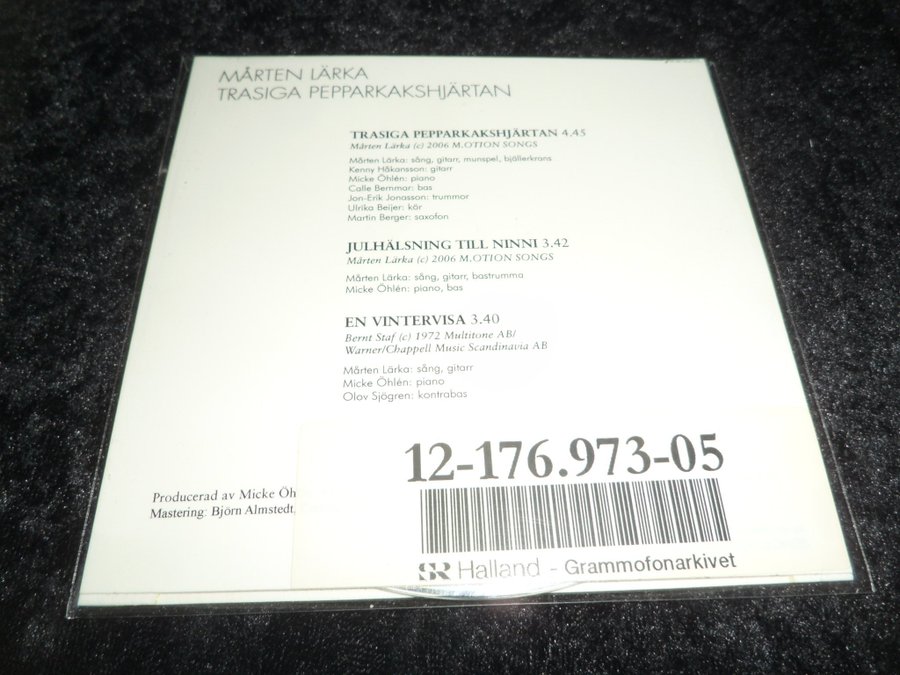 MÅRTEN LÄRKA
TRASIGA PEPPARKAKSHJÄRTAN
TRASIGA PEPPARKAKSHJÄRTAN 4.45
Mårten Lärka (c) 2006 M.OTION SONGS
Mårten Lärka: sång, gitarr, munspel, bjällerkrans
Kenny Håkansson: gitarr
Micke Öhlén: piano
Calle Bernmar: bas
Jon-Erik Jonasson: trummor
Ulrika Beijer: kör
Martin Berger: saxofon
JULHÄLSNING TILL NINNI 3.42
Mårten Lärka (c) 2006 M.OTION SONGS
Mårten Lärka: sång, gitarr, bastrumma
Micke Öhlén: piano, bas
EN VINTERVISA 3.40
Bernt Staf (c) 1972 Multitone AB/
Warner/Chappell Music Scandinavia AB
Mårten Lärka: sång, gitarr
Micke Öhlén: piano
Olov Sjögren: kontrabas
Producerad av Micke Öh
Mastering: Björn Almstedt,
12-176.973-05
SR Halland - Grammofonarkivet